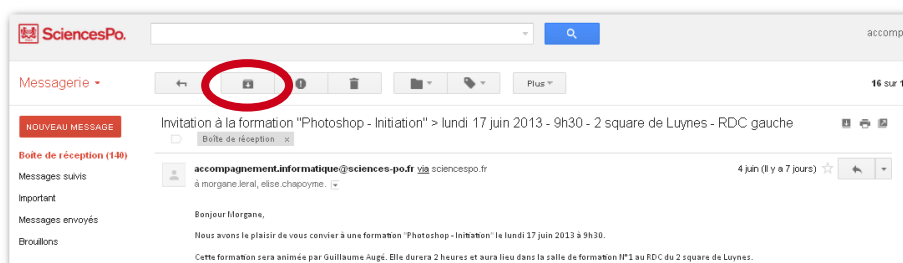 SciencesPo.
accomp
Messagerie
Plus
16 sur 1
NOUVEAU MESSAGE
Invitation à la formation "Photoshop - Initiation" > lundi 17 juin 2013 - 9h30 - 2 square de Luynes - RDC gauche
Boîte de réception x
Boîte de réception (140)
accompagnement.informatique@sciences-po.fr via sciencespo.fr
4 juin (Il y a 7 jours)
Messages suivis
à morgane.leral, elise.chapoyme.
Important
Messages envoyés
Bonjour Morgane,
Brouillons
Nous avons le plaisir de vous convier à une formation "Photoshop - Initiation" le lundi 17 juin 2013 à 9h30.
Cette formation sera animée par Guillaume Augé. Elle durera 2 heures et aura lieu dans la salle de formation N°1 au RDC du 2 square de Luynes.